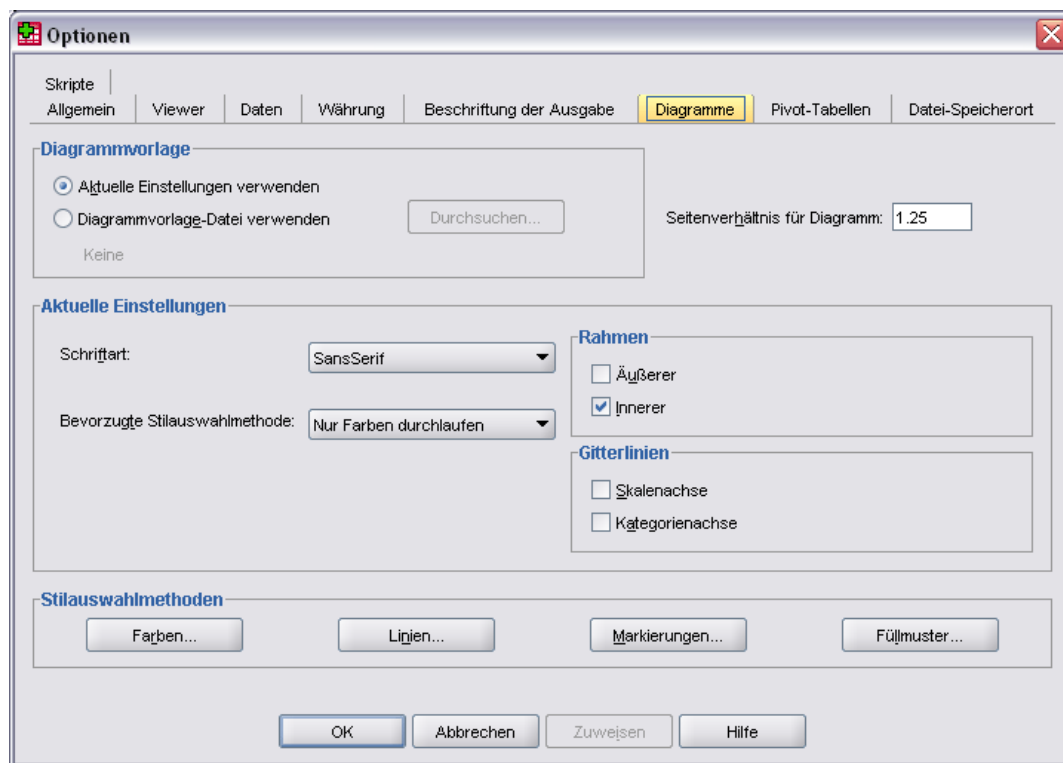 Optionen
Skripte
Allgemein Viewer Daten Währung Beschriftung der Ausgabe Diagramme Pivot-Tabellen Datei-Speicherort
Diagrammvorlage
Aktuelle Einstellungen verwenden
Diagrammvorlage-Datei verwenden Durchsuchen...
Keine
Seitenverhältnis für Diagramm: 1.25
Aktuelle Einstellungen
Schriftart: SansSerif
Bevorzugte Stilauswahlmethode: Nur Farben durchlaufen
Rahmen
Äußerer
Innerer
Gitterlinien
Skalenachse
Kategorienachse
Stilauswahlmethoden
Farben... Linien... Markierungen... Füllmuster...
OK Abbrechen Zuweisen Hilfe